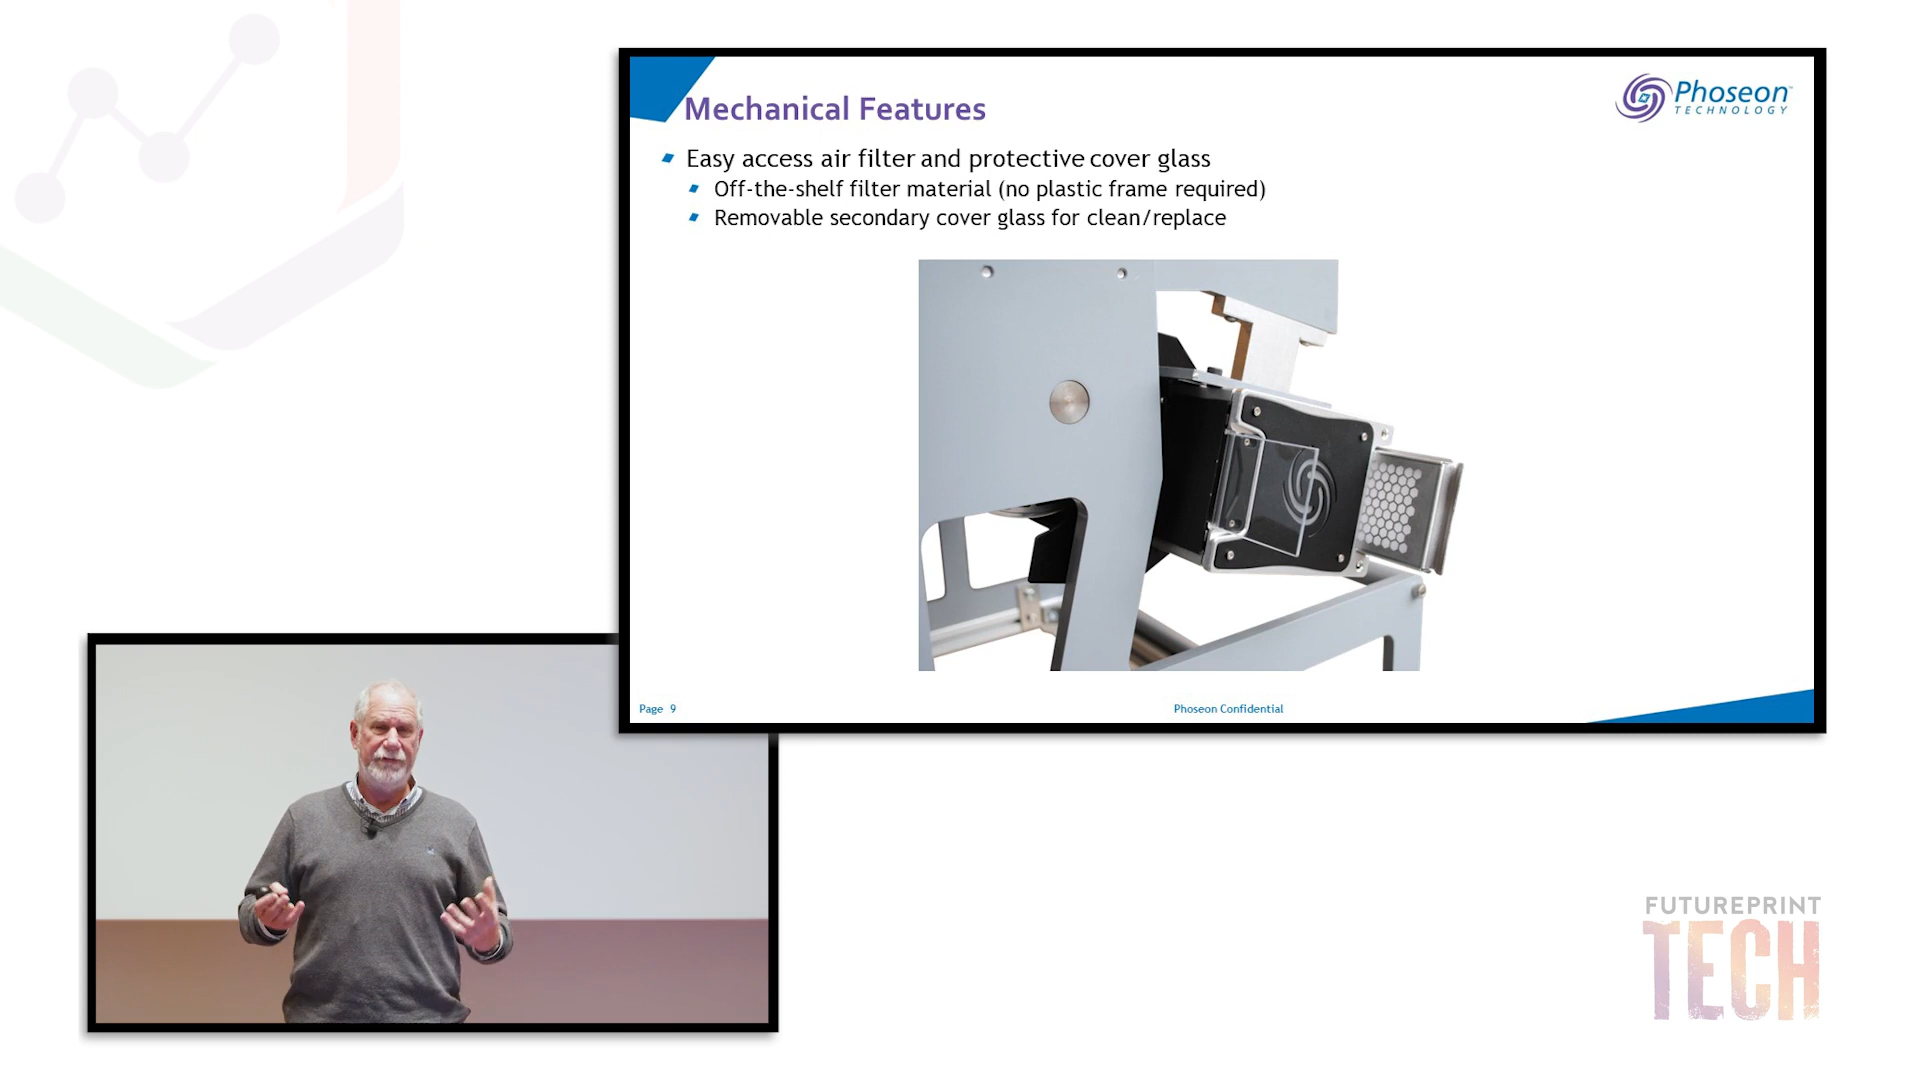 Mechanical Features
Phoseon
TECHNOLOGY
Easy access air filter and protective cover glass
Off-the-shelf filter material (no plastic frame required)
Removable secondary cover glass for clean/replace
Page 9
Phoseon Confidential
FUTUREPRINT
TECH